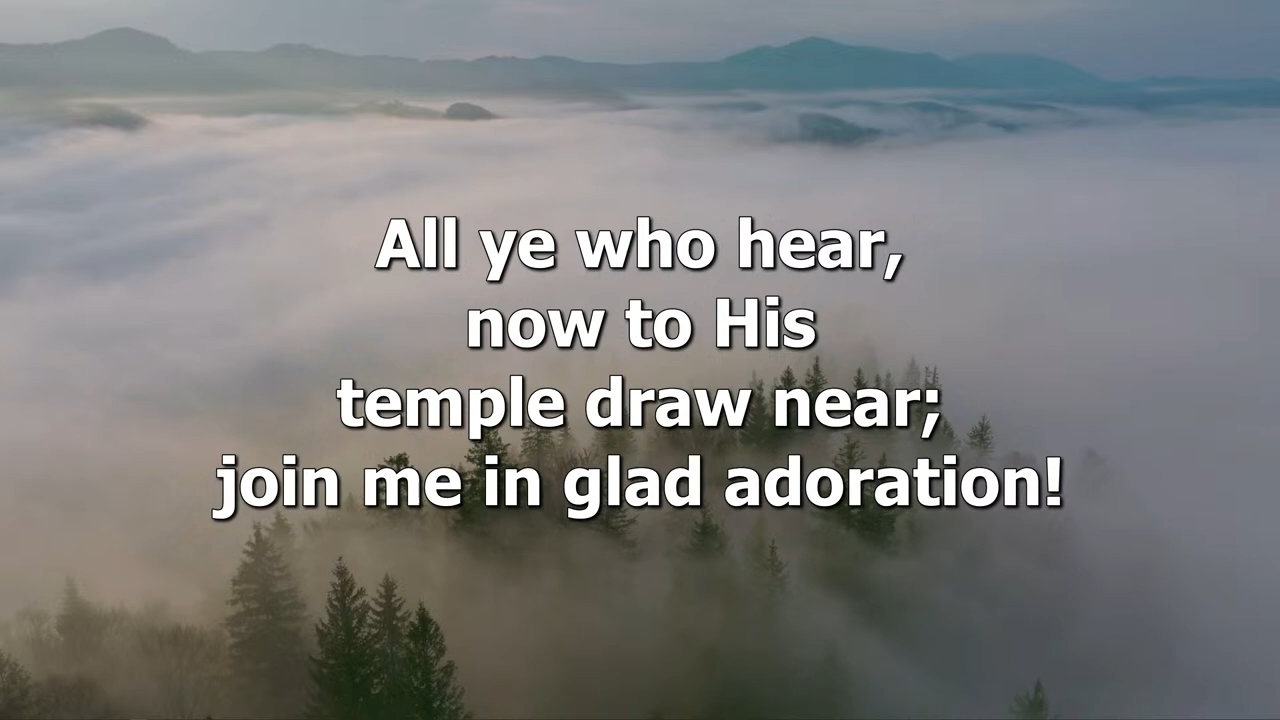 All ye who hear,
now to His
temple draw near;
join me in glad adoration!